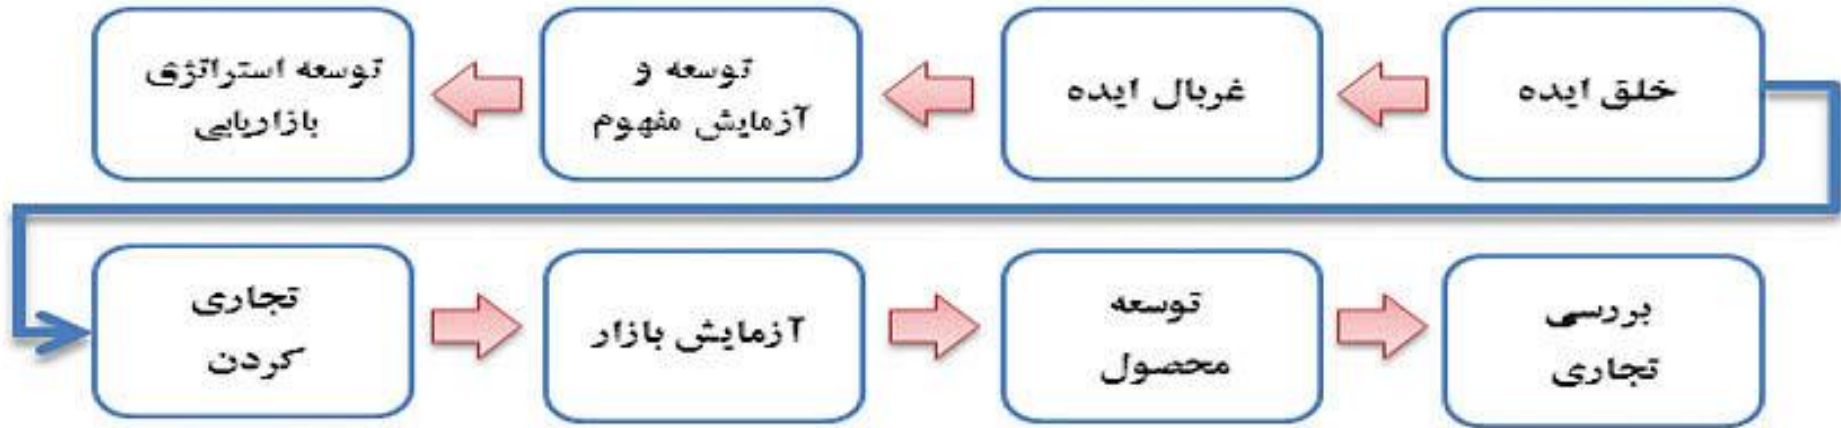 خلق ایده
غربال ایده
توسعه و
آزمایش مفهوم
توسعه استراتژی
بازاریابی
تجاری
کردن
آزمایش بازار
توسعه
محصول
بررسی
تجاری